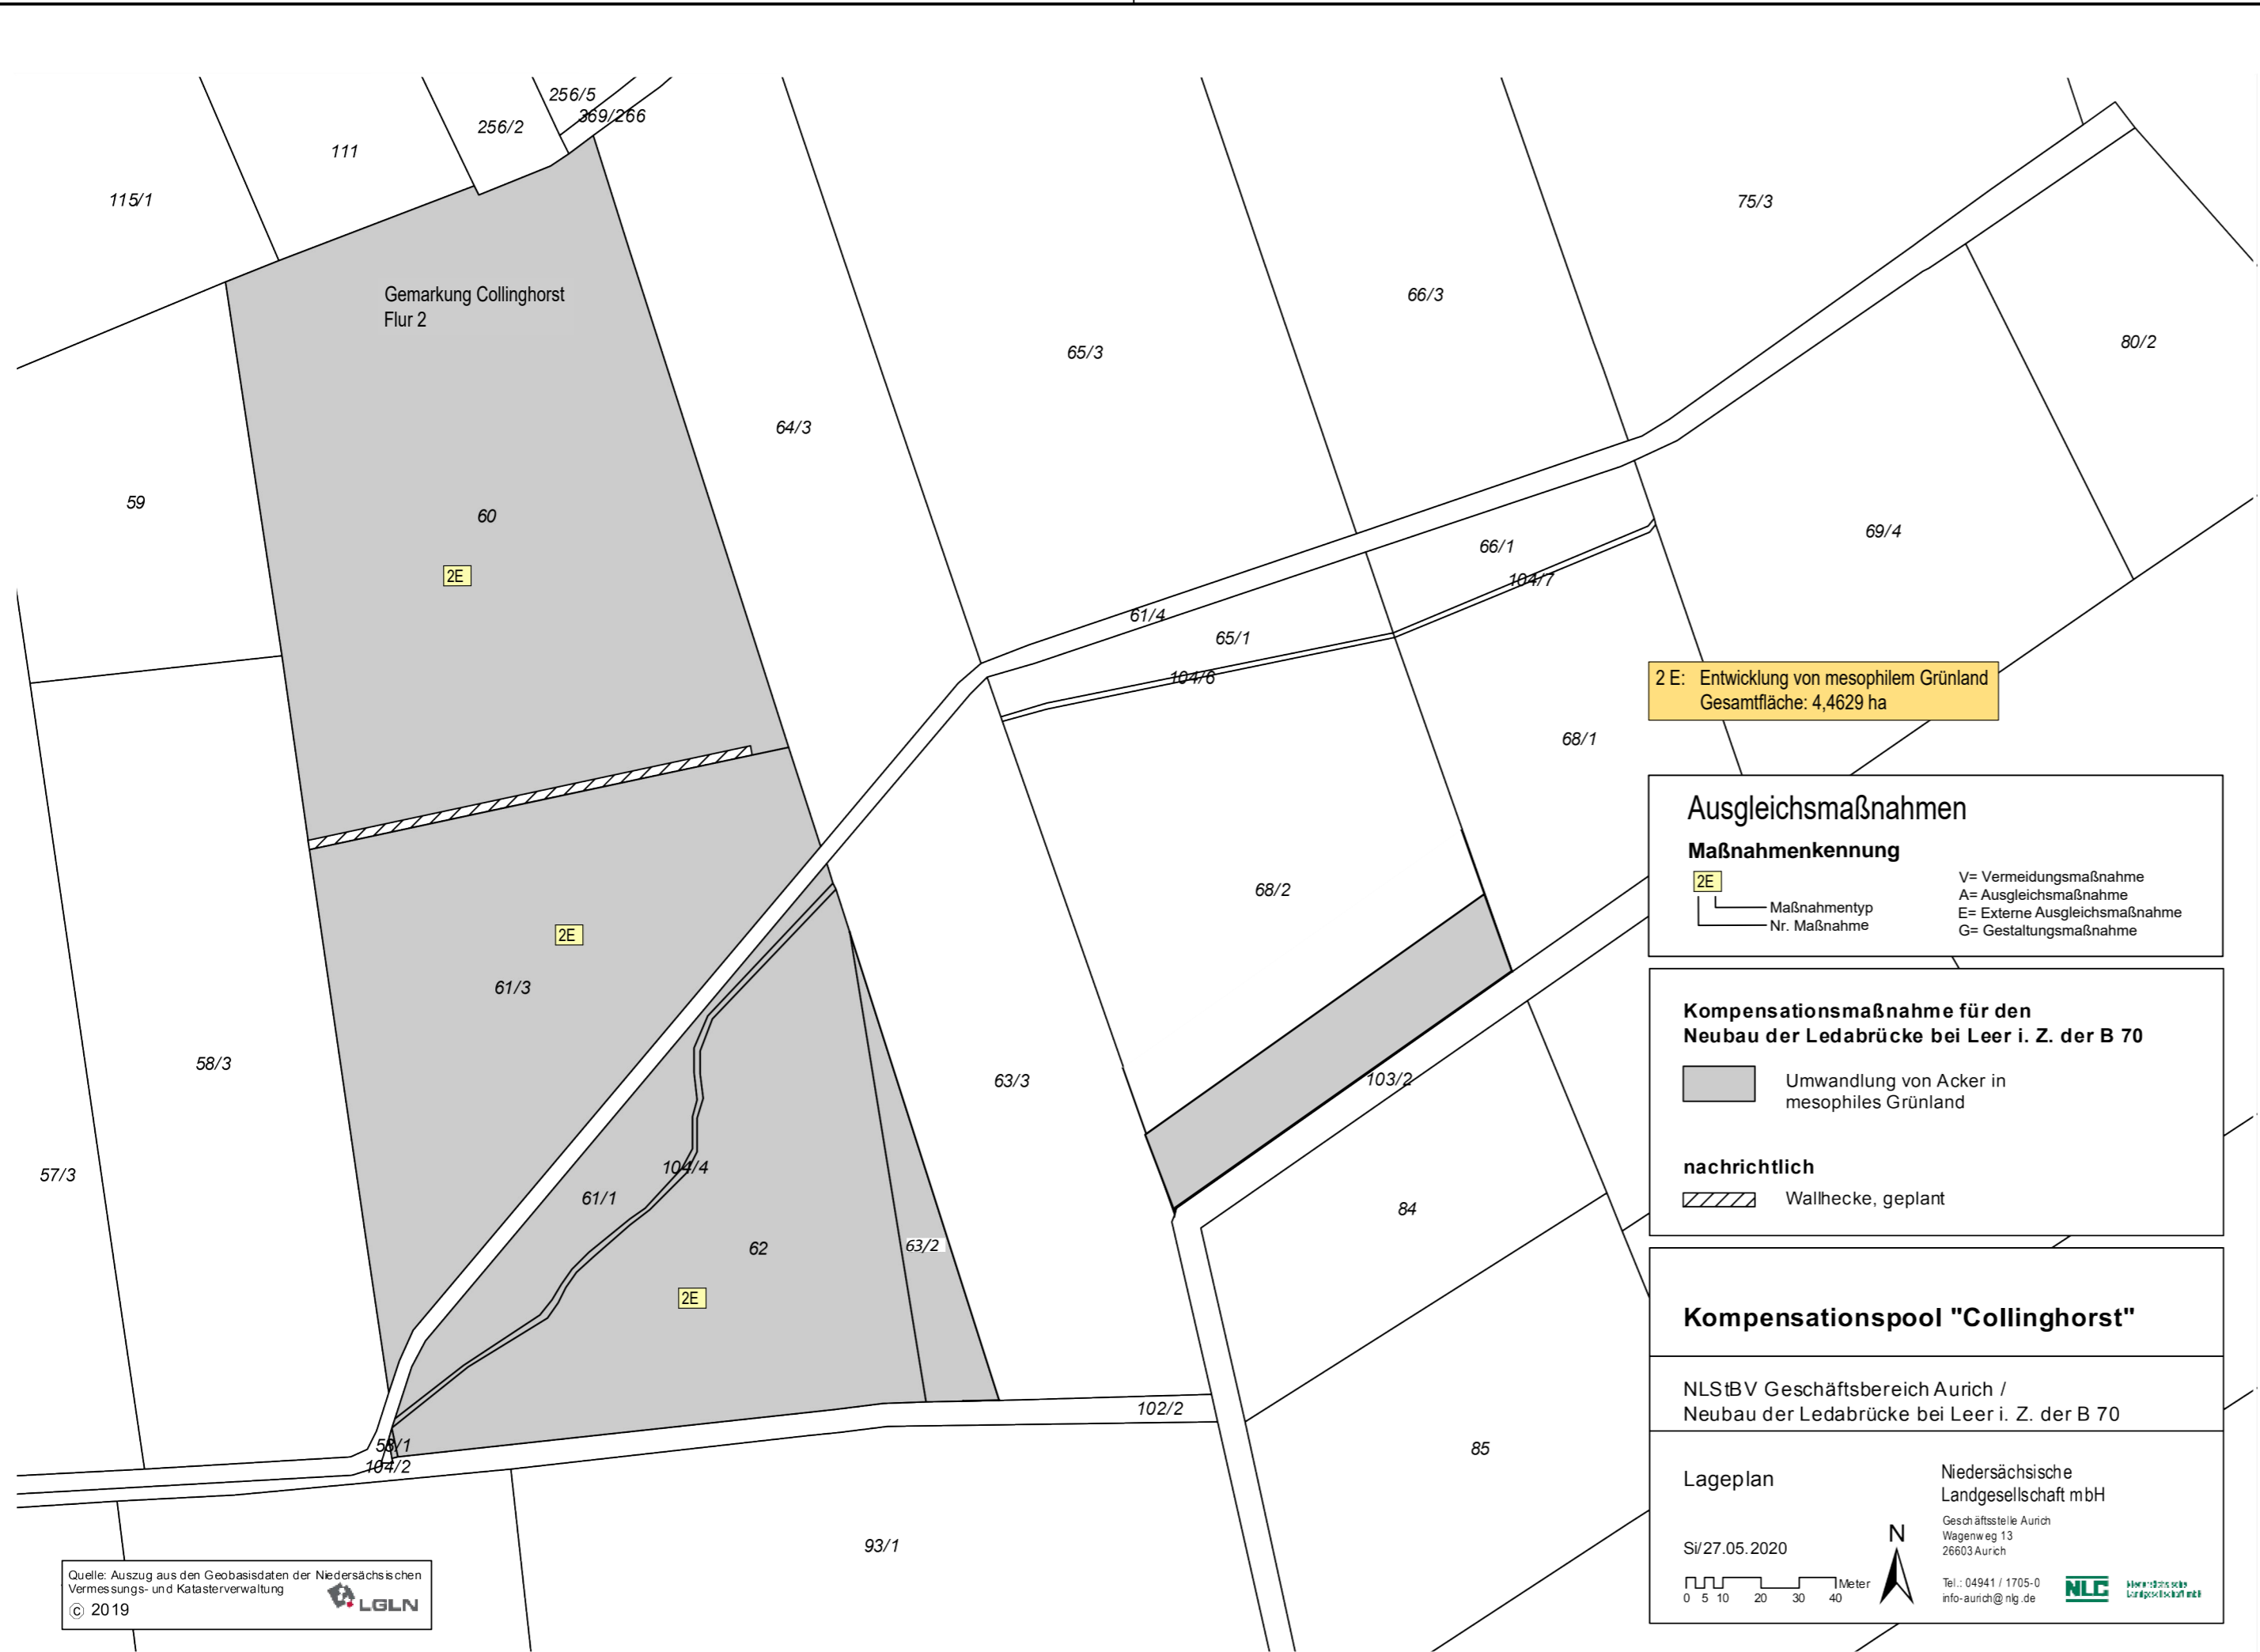 256/5
369/266
256/2
111
115/1
75/3
Gemarkung Collinghorst
Flur 2
66/3
65/3
80/2
64/3
59
60
69/4
66/1
104/7
2E
61/4
65/1
104/6
2 E: Entwicklung von mesophilem Grünland
Gesamtfläche: 4,4629 ha
68/1
Ausgleichsmaßnahmen
Maßnahmenkennung
2E
Maßnahmentyp
Nr. Maßnahme
V= Vermeidungsmaßnahme
A= Ausgleichsmaßnahme
E= Externe Ausgleichsmaßnahme
G= Gestaltungsmaßnahme
68/2
2E
61/3
Kompensationsmaßnahme für den
Neubau der Ledabrücke bei Leer i. Z. der B 70
Umwandlung von Acker in
mesophiles Grünland
nachrichtlich
Wallhecke, geplant
58/3
63/3
103/2
57/3
104/4
61/1
84
62
63/2
2E
Kompensationspool "Collinghorst"
NLStBV Geschäftsbereich Aurich /
Neubau der Ledabrücke bei Leer i. Z. der B 70
102/2
58/1
104/2
85
93/1
Lageplan
Niedersächsische
Landgesellschaft mbH
Geschäftsstelle Aurich
Wagenweg 13
26603 Aurich
Si/27.05.2020
N
Meter
0 5 10 20 30 40
Tel.: 04941 / 1705-0
info-aurich@nlg.de
NLG
Niedersächsische
Landgesellschaft mbH
Quelle: Auszug aus den Geobasisdaten der Niedersächsischen
Vermessungs- und Katasterverwaltung
© 2019
LGLN